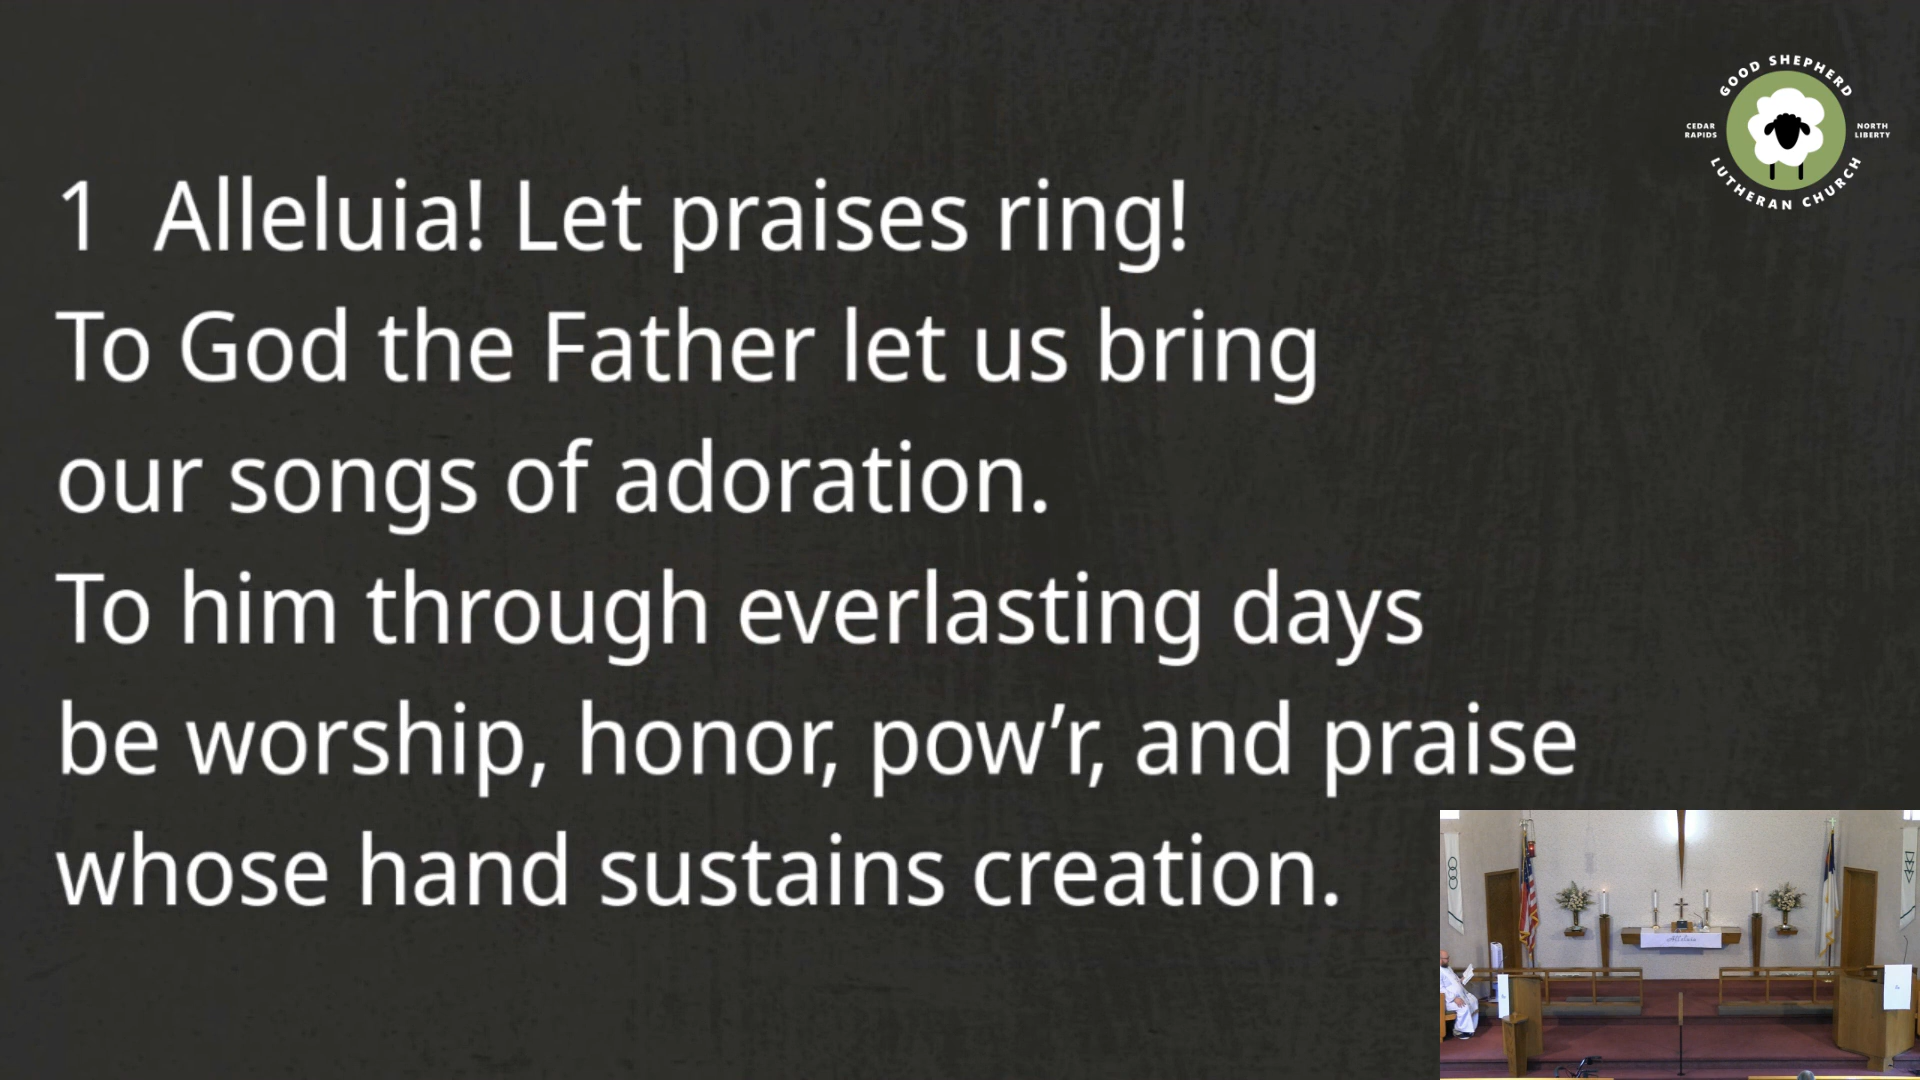 GOOD SHEPHERD
CEDAR RAPIDS
NORTH LIBERTY
LUTHERAN CHURCH
1 Alleluia! Let praises ring!
To God the Father let us bring
our songs of adoration.
To him through everlasting days
be worship, honor, pow’r, and praise
whose hand sustains creation.
Alleluia